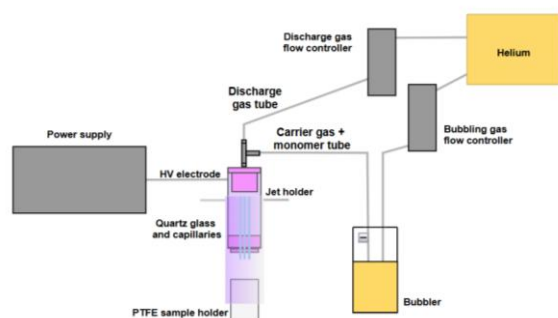 Discharge gas
flow controller
Helium
Discharge
gas tube
Bubbling gas
flow controller
Power supply
Carrier gas +
monomer tube
HV electrode
Jet holder
Quartz glass
and capillaries
Bubbler
PTFE sample holder